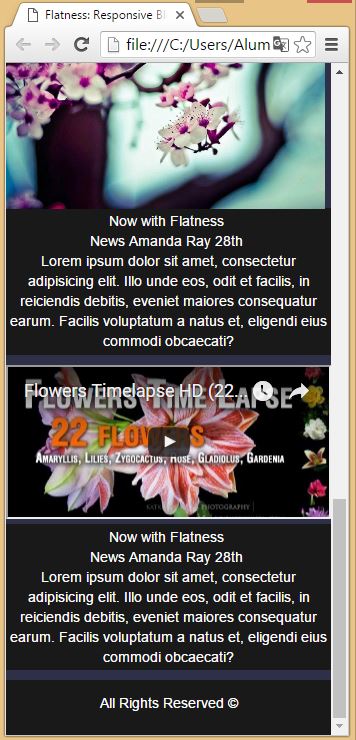 Flatness: Responsive Bl
file:///C:/Users/Alum
Now with Flatness
News Amanda Ray 28th
Lorem ipsum dolor sit amet, consectetur
adipisicing elit. Illo unde eos, odit et facilis, in
reiciendis debitis, eveniet maiores consequatur
earum. Facilis voluptatum a natus et, eligendi eius
commodi obcaecati?
Flowers Timelapse HD (22...
FLOWERS TIME LAPSE
22 FLOWERS
AMARYLLIS, LILIES, ZYGOCACTUS, ROSE, GLADIOLUS, GARDENIA
PHOTOGRAPHY
Now with Flatness
News Amanda Ray 28th
Lorem ipsum dolor sit amet, consectetur
adipisicing elit. Illo unde eos, odit et facilis, in
reiciendis debitis, eveniet maiores consequatur
earum. Facilis voluptatum a natus et, eligendi eius
commodi obcaecati?
All Rights Reserved ©